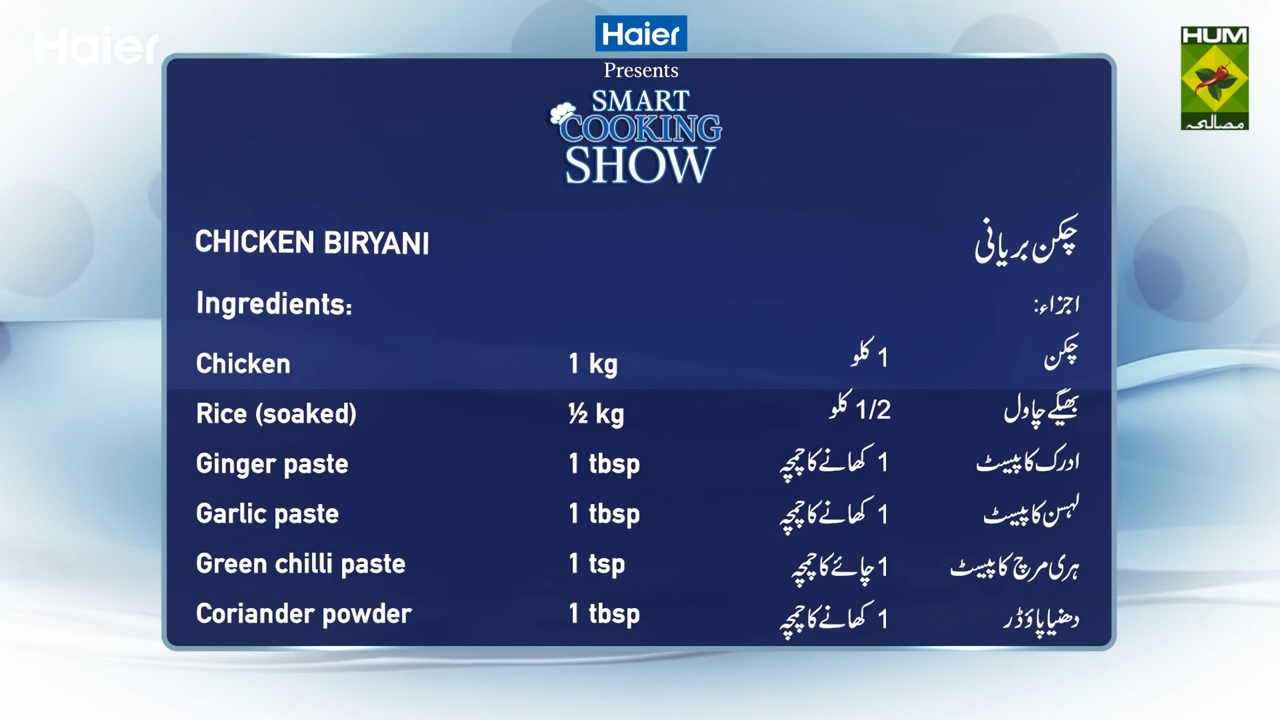 Haier
Haier
HUM
مصالحہ
Presents
SMART
COOKING
SHOW
CHICKEN BIRYANI چکن بریانی
Ingredients: اجزاء:
Chicken 1 kg 1 کلو چکن
Rice (soaked) ½ kg 1/2 کلو بھیگے چاول
Ginger paste 1 tbsp 1 کھانے کا چمچہ ادرک کا پیسٹ
Garlic paste 1 tbsp 1 کھانے کا چمچہ لہسن کا پیسٹ
Green chilli paste 1 tsp 1 چائے کا چمچہ ہری مرچ کا پیسٹ
Coriander powder 1 tbsp 1 کھانے کا چمچہ دھنیا پاؤڈر